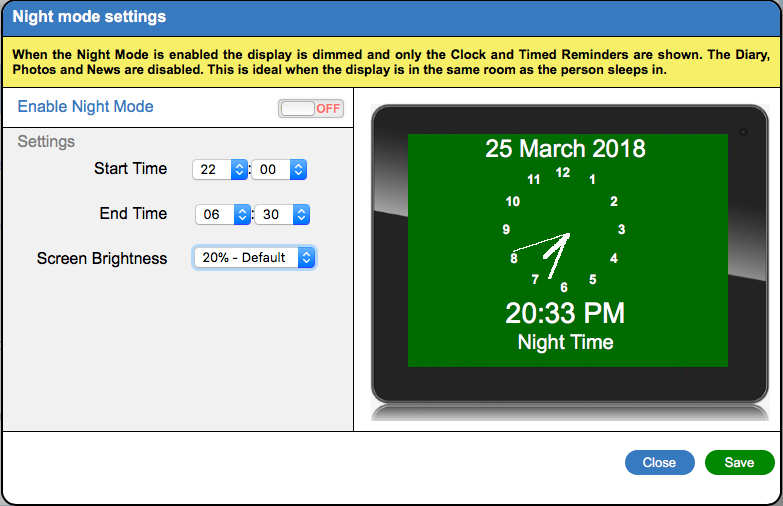 Night mode settings
When the Night Mode is enabled the display is dimmed and only the Clock and Timed Reminders are shown. The Diary,
Photos and News are disabled. This is ideal when the display is in the same room as the person sleeps in.
Enable Night Mode OFF
Settings
Start Time 22 : 00
End Time 06 : 30
Screen Brightness 20% - Default
25 March 2018
12
11 1
10 2
9 3
8 4
7 5
6
20:33 PM
Night Time
Close Save